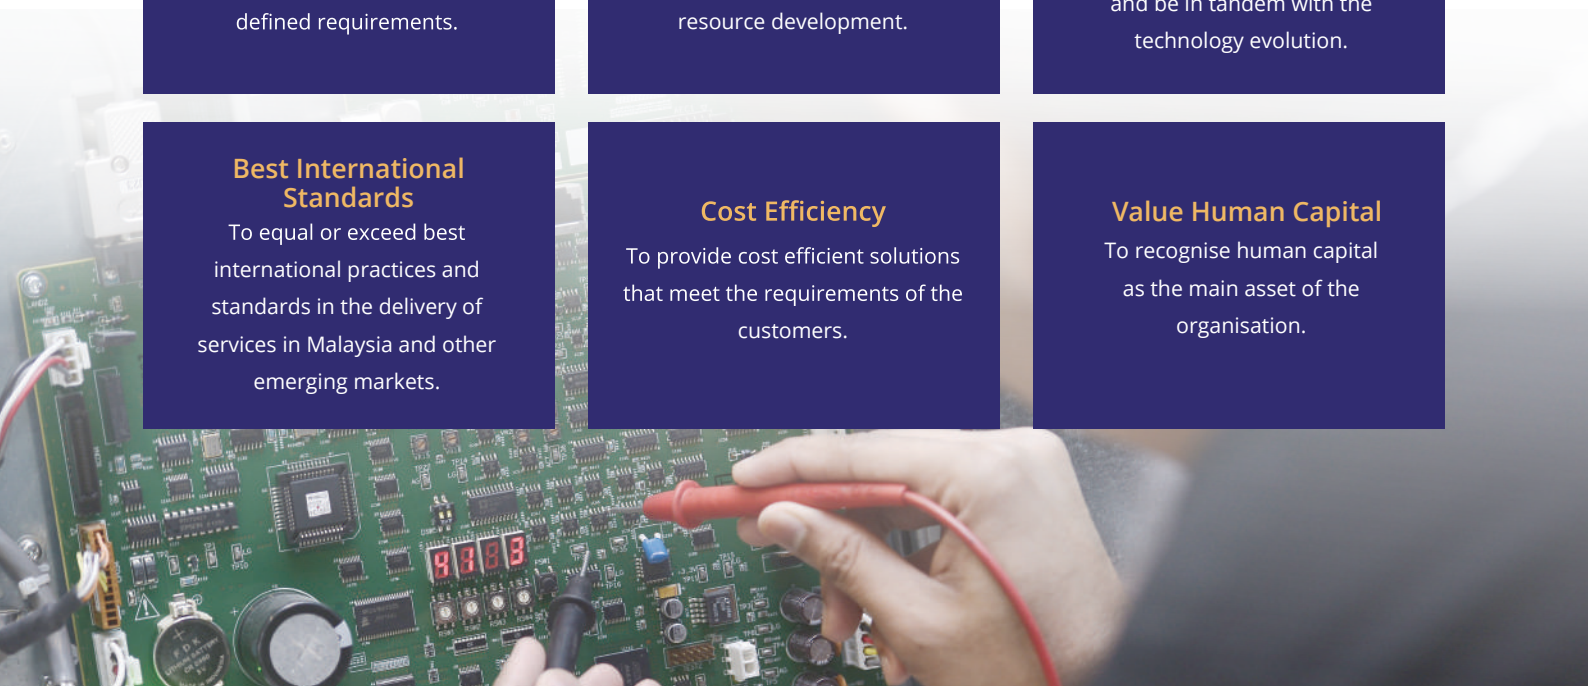 defined requirements.
resource development.
and be in tandem with the
technology evolution.
Best International
Standards
To equal or exceed best
international practices and
standards in the delivery of
services in Malaysia and other
emerging markets.
Cost Efficiency
To provide cost efficient solutions
that meet the requirements of the
customers.
Value Human Capital
To recognise human capital
as the main asset of the
organisation.